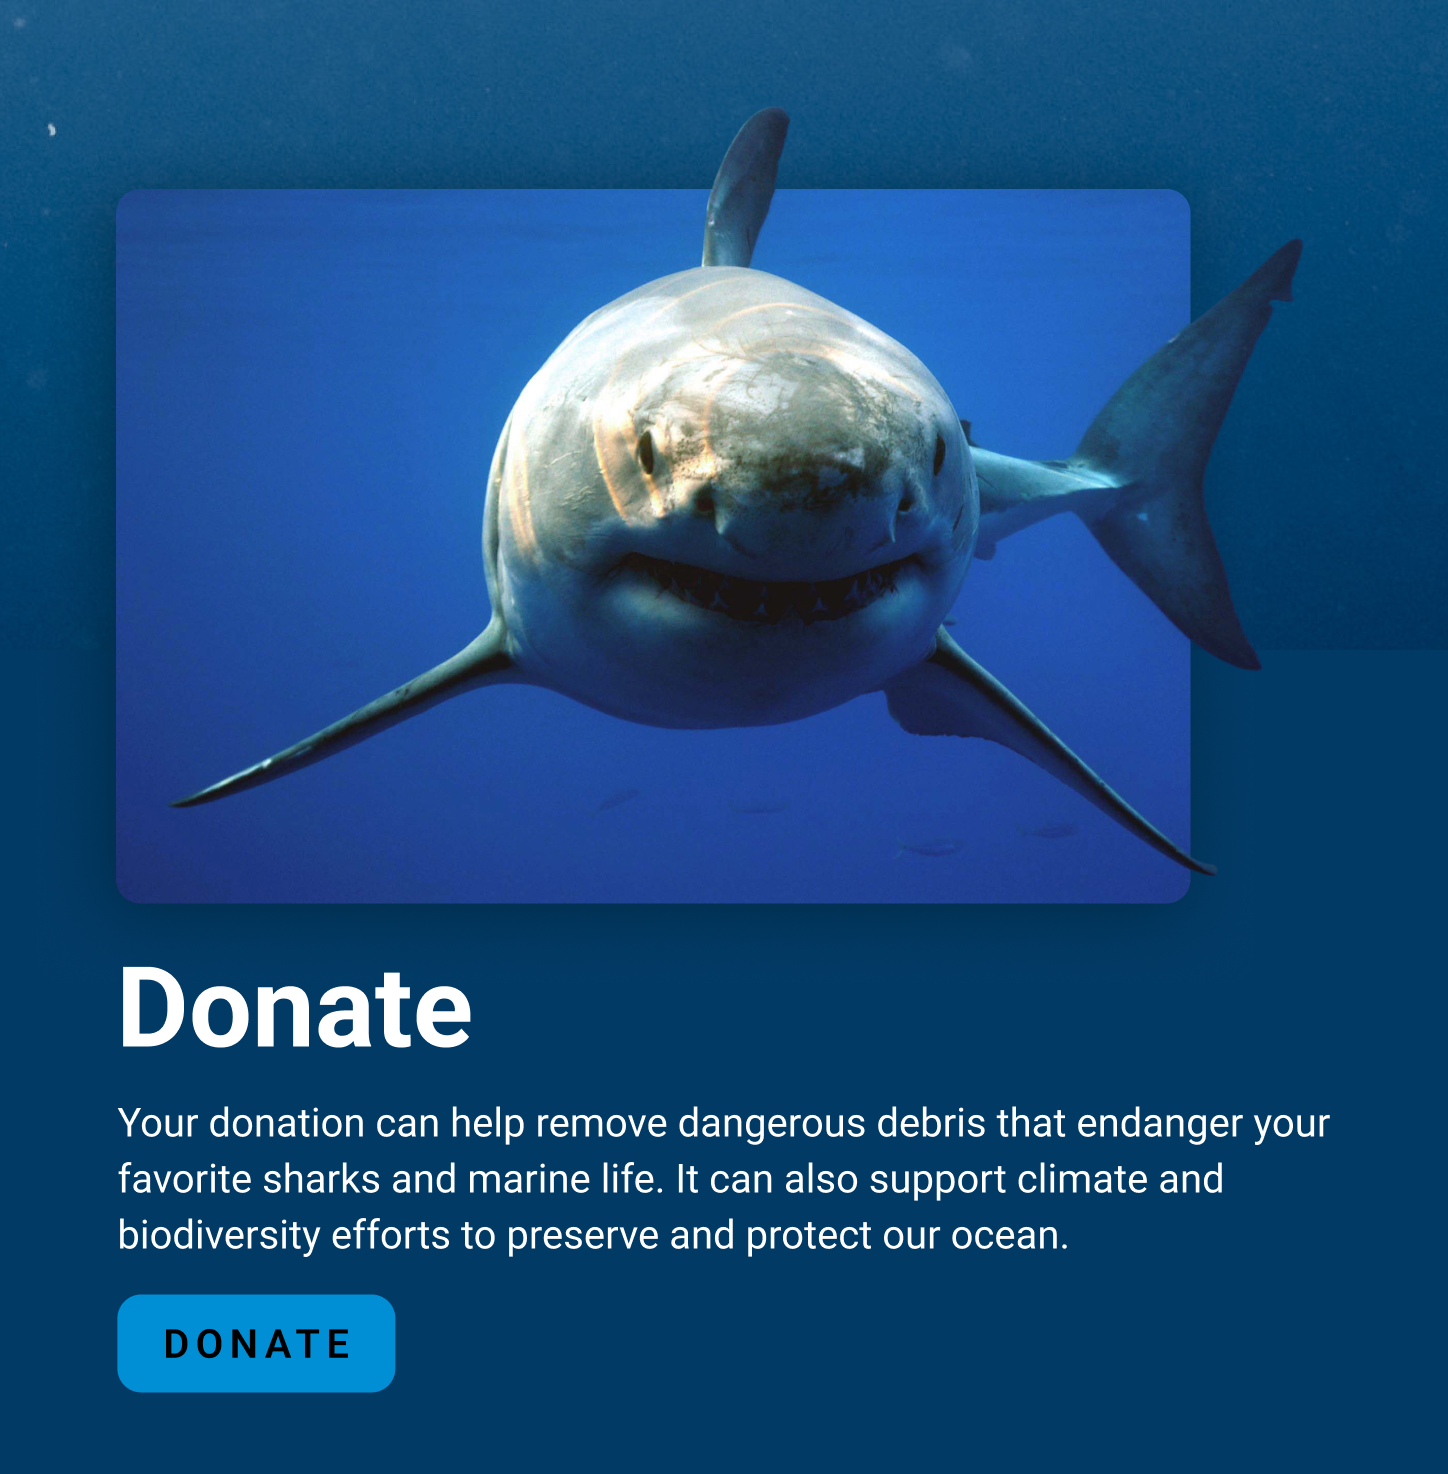 Donate
Your donation can help remove dangerous debris that endanger your
favorite sharks and marine life. It can also support climate and
biodiversity efforts to preserve and protect our ocean.
DONATE